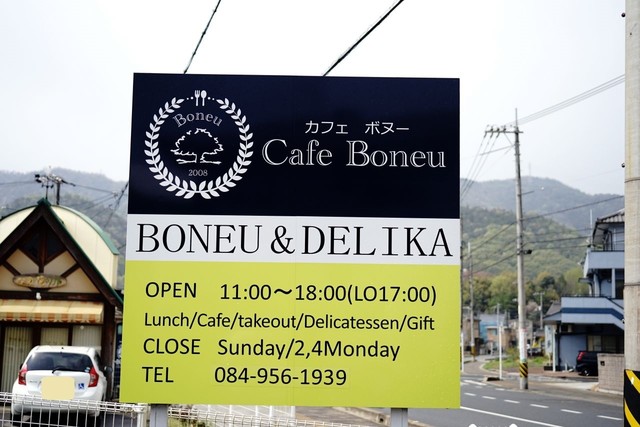 Boneu
2008
カフェ ボヌー
Cafe Boneu
BONEU & DELIKA
OPEN 11:00～18:00(LO17:00)
Lunch/Cafe/takeout/Delicatessen/Gift
CLOSE Sunday/2,4Monday
TEL 084-956-1939